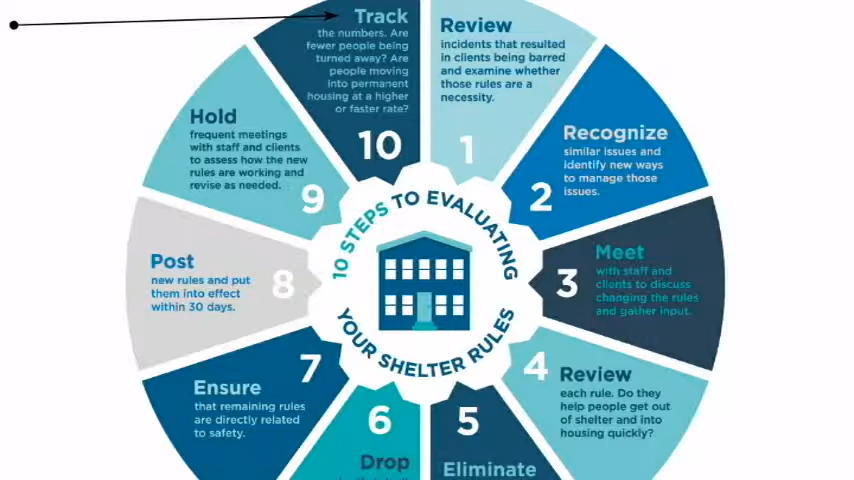 10 STEPS TO EVALUATING
YOUR SHELTER RULES
1
Review
incidents that resulted
in clients being barred
and examine whether
those rules are a
necessity.
2
Recognize
similar issues and
identify new ways
to manage those
issues.
3
Meet
with staff and
clients to discuss
changing the rules
and gather input.
4
Review
each rule. Do they
help people get out
of shelter and into
housing quickly?
5
Eliminate
6
Drop
7
Ensure
that remaining rules
are directly related
to safety.
8
Post
new rules and put
them into effect
within 30 days.
9
Hold
frequent meetings
with staff and clients
to assess how the new
rules are working and
revise as needed.
10
Track
the numbers. Are
fewer people being
turned away? Are
people moving
into permanent
housing at a higher
or faster rate?